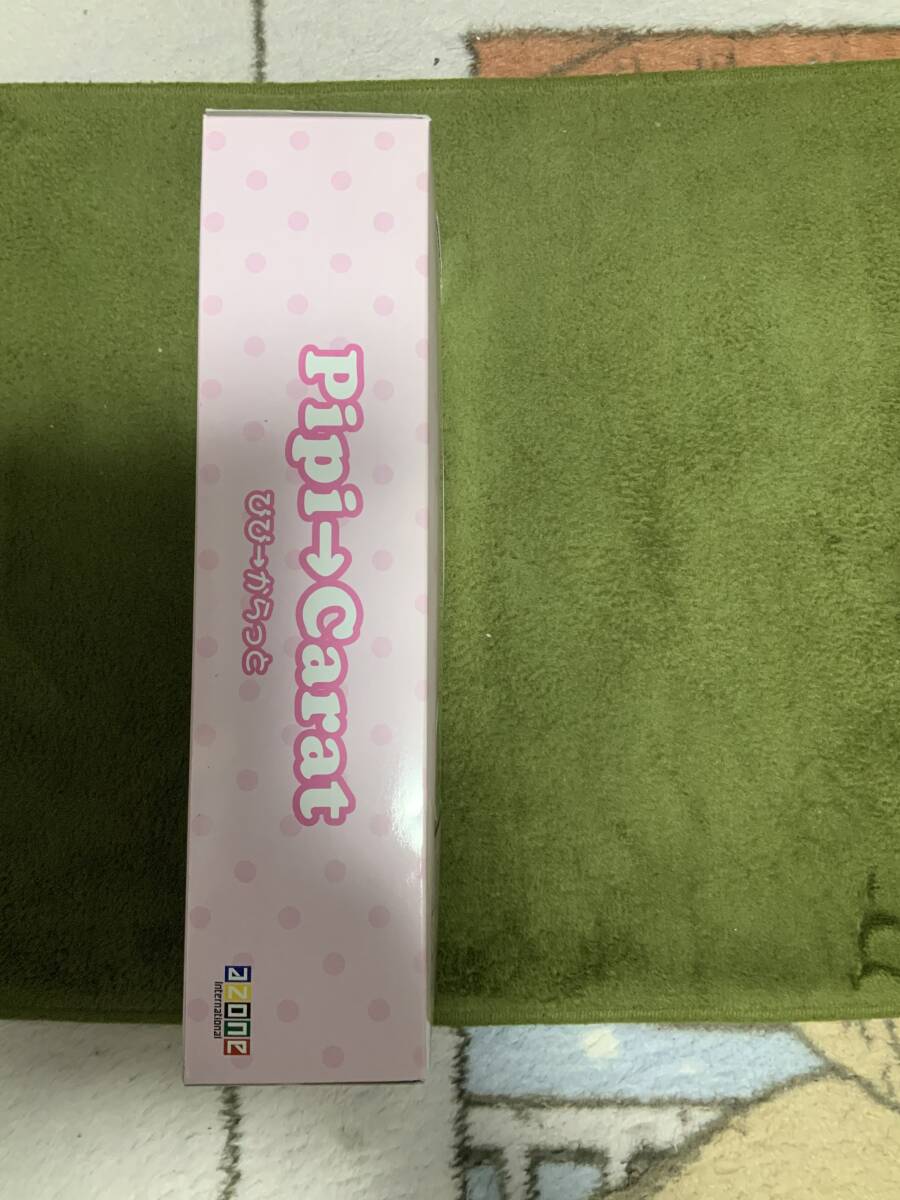 Pipi→Carat
ぴぴ→からっと
azone
international